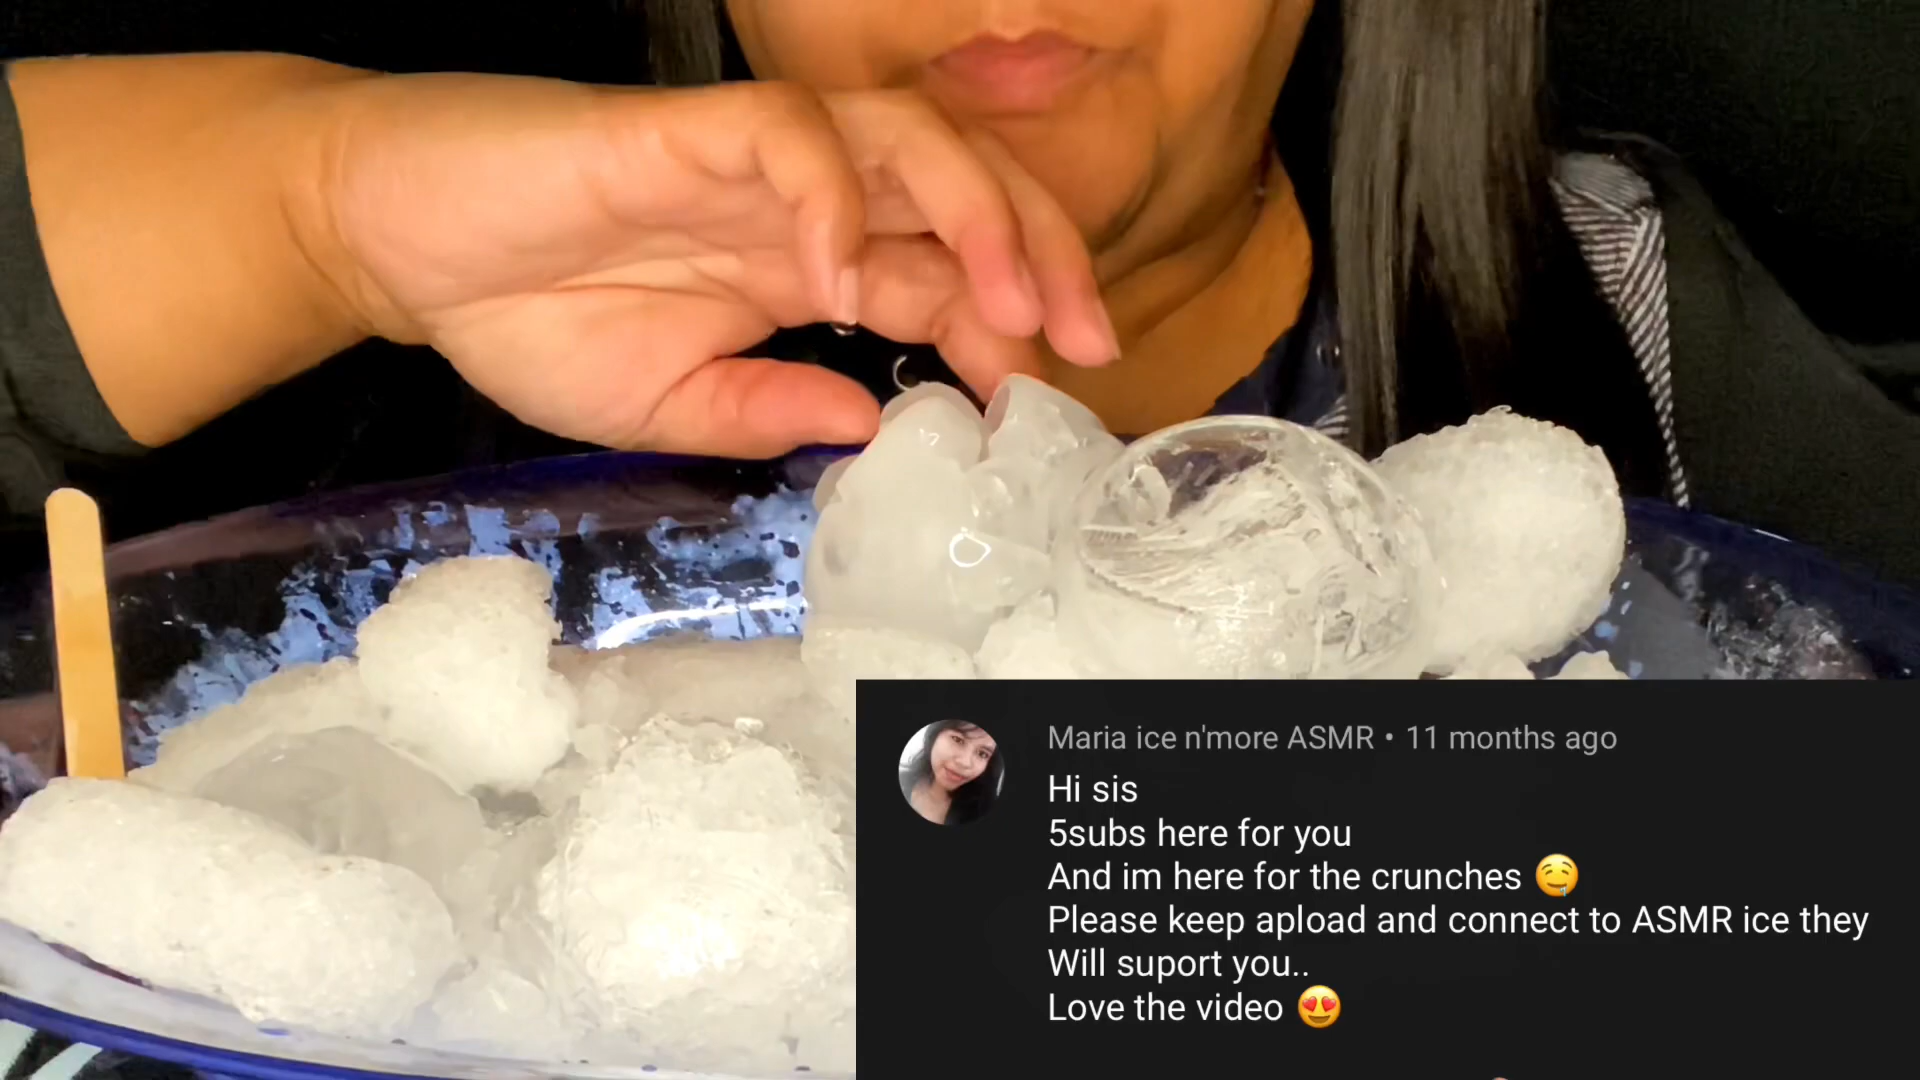 Maria ice n'more ASMR • 11 months ago
Hi sis
5subs here for you
And im here for the crunches 🤤
Please keep apload and connect to ASMR ice they
Will suport you..
Love the video 😍